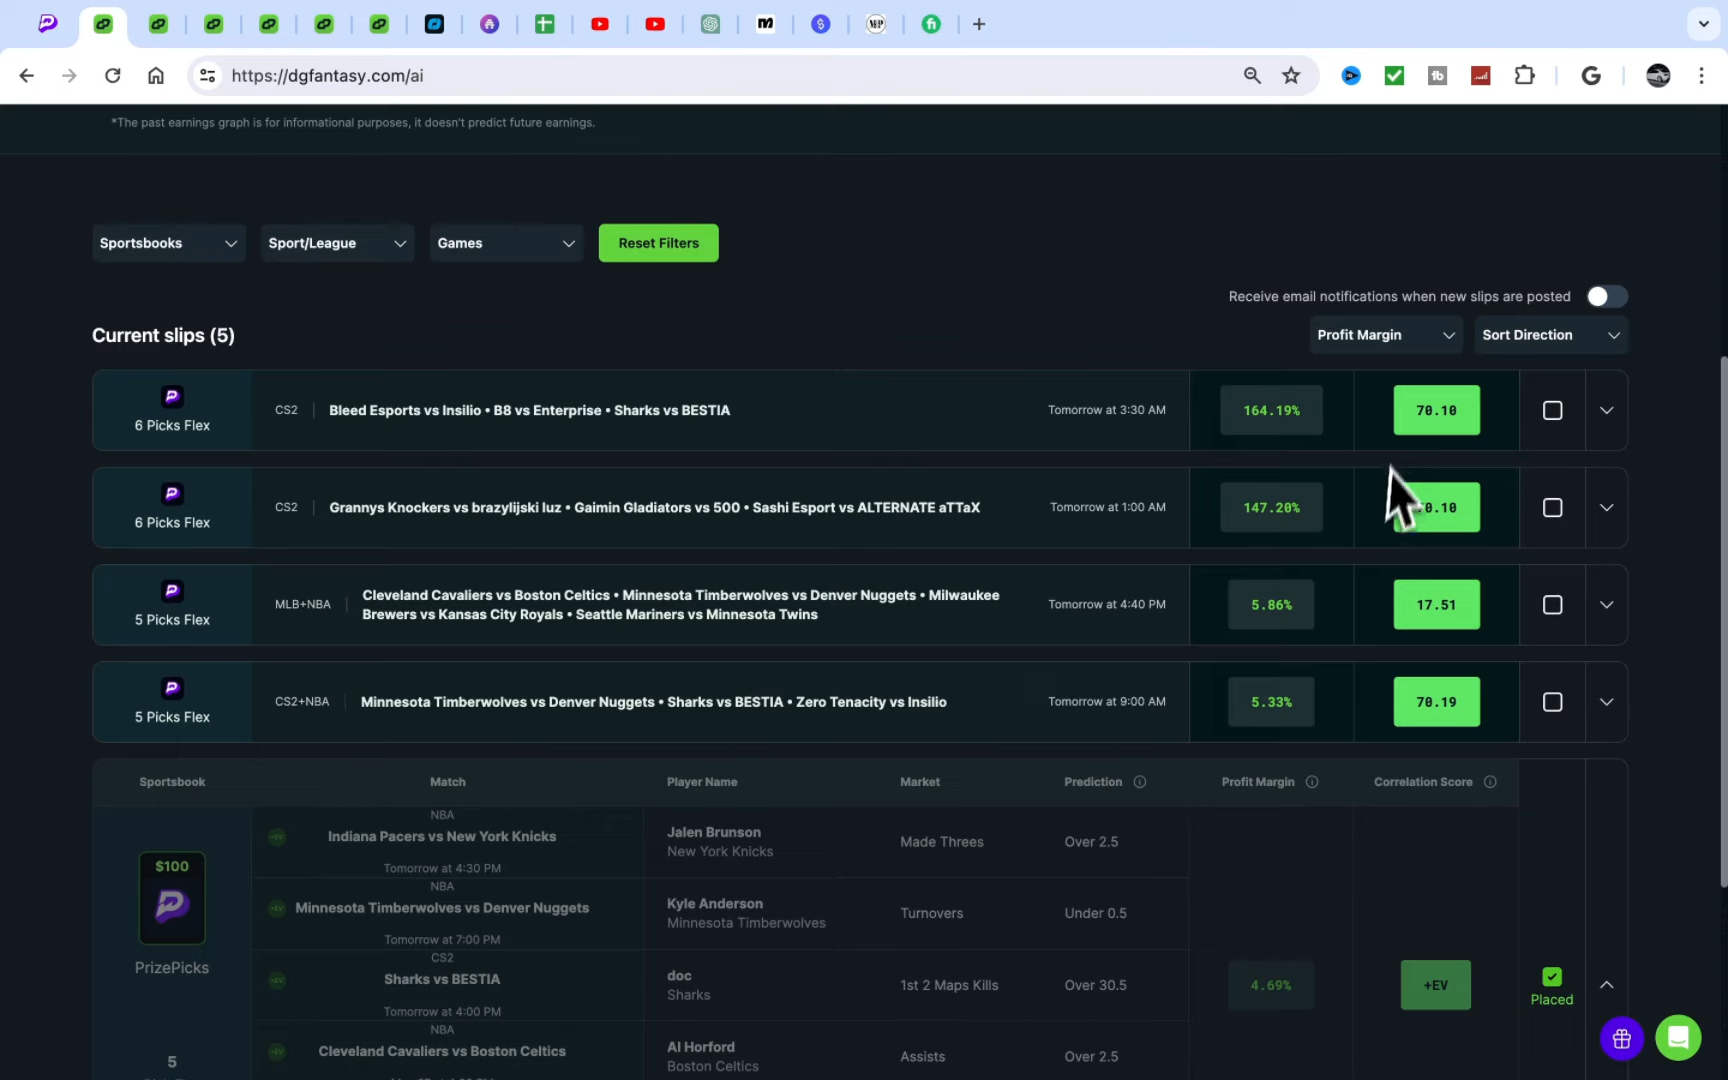 https://dgfantasy.com/ai
*The past earnings graph is for informational purposes, it doesn't predict future earnings.
Sportsbooks
Sport/League
Games
Reset Filters
Receive email notifications when new slips are posted
Current slips (5)
Profit Margin
Sort Direction
6 Picks Flex
CS2
Bleed Esports vs Insilio • B8 vs Enterprise • Sharks vs BESTIA
Tomorrow at 3:30 AM
164.19%
70.10
6 Picks Flex
CS2
Grannys Knockers vs brazylijski luz • Gaimin Gladiators vs 500 • Sashi Esport vs ALTERNATE aTTaX
Tomorrow at 1:00 AM
147.20%
5 Picks Flex
MLB+NBA
Cleveland Cavaliers vs Boston Celtics • Minnesota Timberwolves vs Denver Nuggets • Milwaukee
Brewers vs Kansas City Royals • Seattle Mariners vs Minnesota Twins
Tomorrow at 4:40 PM
5.86%
17.51
5 Picks Flex
CS2+NBA
Minnesota Timberwolves vs Denver Nuggets • Sharks vs BESTIA • Zero Tenacity vs Insilio
Tomorrow at 9:00 AM
5.33%
70.19
Sportsbook
Match
Player Name
Market
Prediction
Profit Margin
Correlation Score
$100
PrizePicks
5
NBA
Indiana Pacers vs New York Knicks
Tomorrow at 4:30 PM
Jalen Brunson
New York Knicks
Made Threes
Over 2.5
NBA
Minnesota Timberwolves vs Denver Nuggets
Tomorrow at 7:00 PM
Kyle Anderson
Minnesota Timberwolves
Turnovers
Under 0.5
CS2
Sharks vs BESTIA
Tomorrow at 4:00 PM
doc
Sharks
1st 2 Maps Kills
Over 30.5
4.69%
+EV
Placed
NBA
Cleveland Cavaliers vs Boston Celtics
Al Horford
Boston Celtics
Assists
Over 2.5